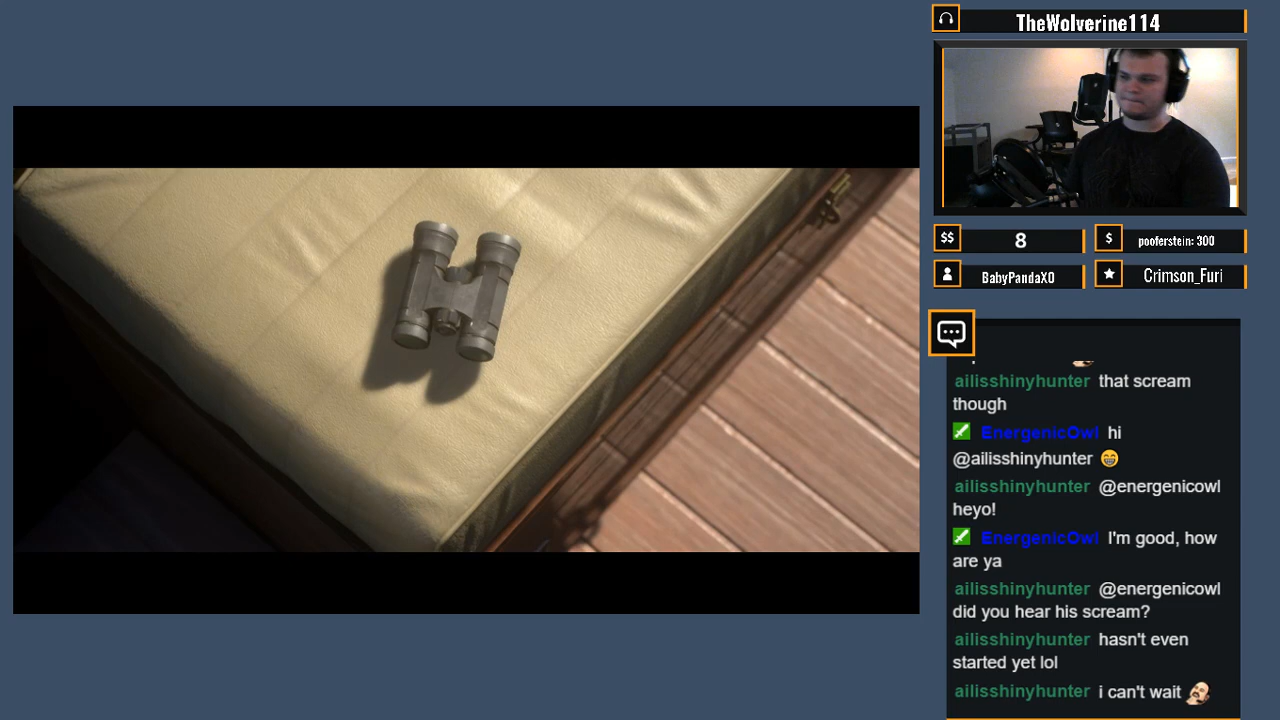 TheWolverine114
$$
8
$
pooferstein: 300
BabyPandaXO
Crimson_Furi
ailisshinyhunter that scream
though
EnergenicOwl hi
@ailisshinyhunter
ailisshinyhunter @energenicowl
heyo!
EnergenicOwl I'm good, how
are ya
ailisshinyhunter @energenicowl
did you hear his scream?
ailisshinyhunter hasn't even
started yet lol
ailisshinyhunter i can't wait